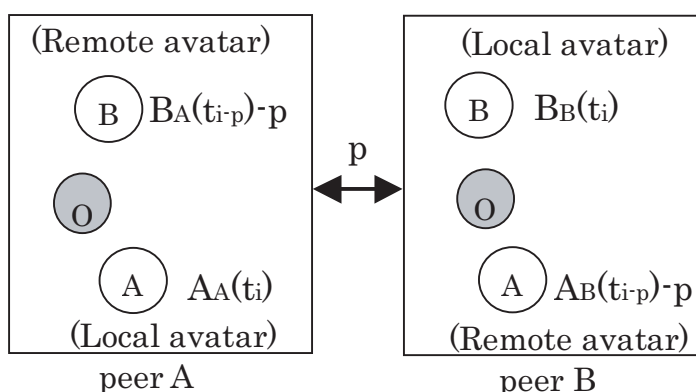 (Remote avatar)
B BA(ti-p)-p
O
A AA(ti)
(Local avatar)
peer A
p
(Local avatar)
B BB(ti)
O
A AB(ti-p)-p
(Remote avatar)
peer B